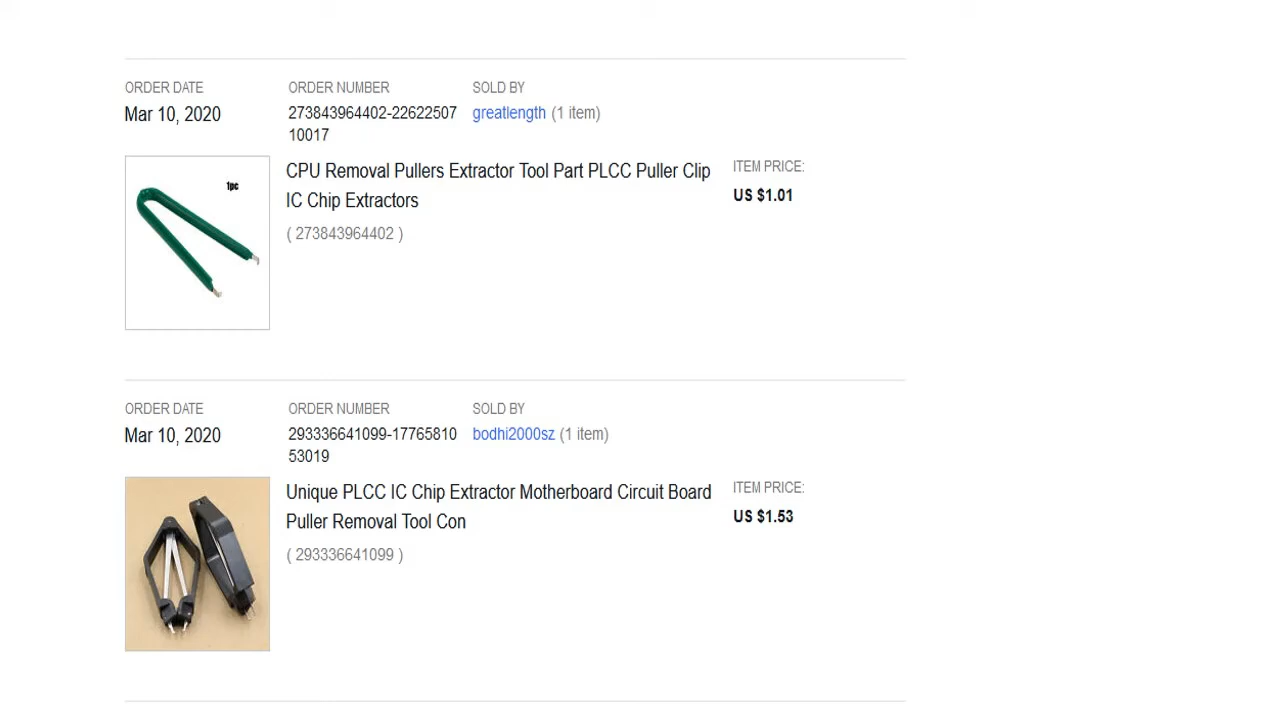 ORDER DATE ORDER NUMBER SOLD BY
Mar 10, 2020 273843964402-22622507 greatlength (1 item)
10017
1pc
CPU Removal Pullers Extractor Tool Part PLCC Puller Clip ITEM PRICE:
IC Chip Extractors US $1.01
( 273843964402 )
ORDER DATE ORDER NUMBER SOLD BY
Mar 10, 2020 293336641099-17765810 bodhi2000sz (1 item)
53019
Unique PLCC IC Chip Extractor Motherboard Circuit Board ITEM PRICE:
Puller Removal Tool Con US $1.53
( 293336641099 )